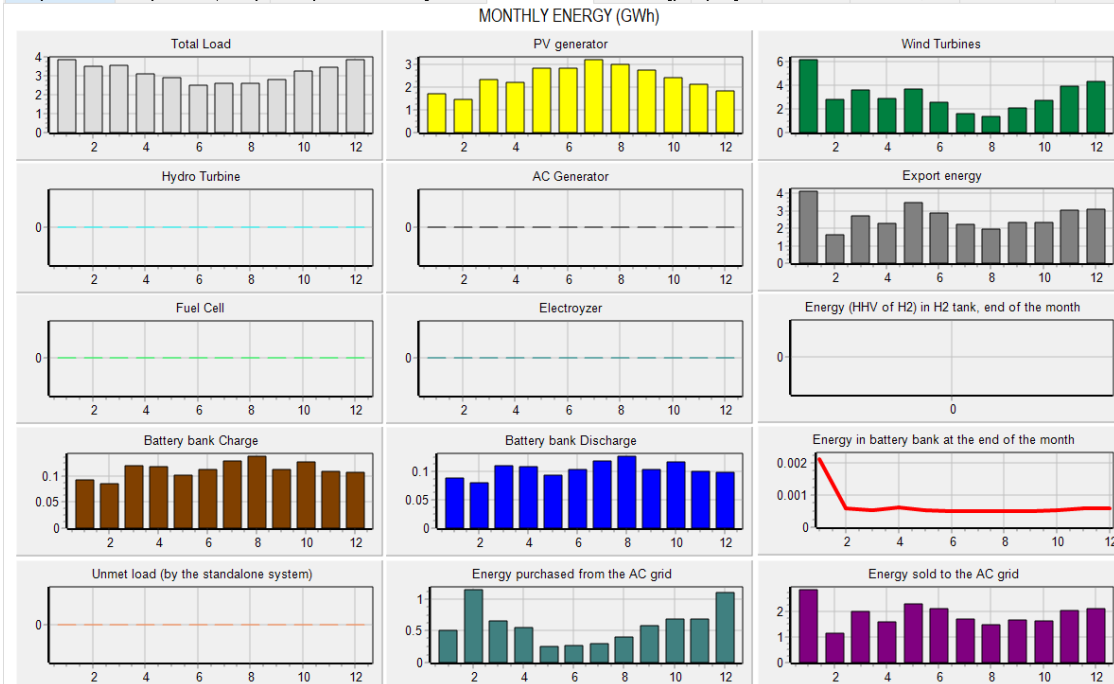 MONTHLY ENERGY (GWh)
Total Load
4
3
2
1
0
2 4 6 8 10 12
PV generator
3
2
1
0
2 4 6 8 10 12
Wind Turbines
6
4
2
0
2 4 6 8 10 12
Hydro Turbine
0
2 4 6 8 10 12
AC Generator
0
2 4 6 8 10 12
Export energy
4
3
2
1
0
2 4 6 8 10 12
Fuel Cell
0
2 4 6 8 10 12
Electroyzer
0
2 4 6 8 10 12
Energy (HHV of H2) in H2 tank, end of the month
0
0
Battery bank Charge
0.1
0.05
0
2 4 6 8 10 12
Battery bank Discharge
0.1
0.05
0
2 4 6 8 10 12
Energy in battery bank at the end of the month
0.002
0.001
0
2 4 6 8 10 12
Unmet load (by the standalone system)
0
2 4 6 8 10 12
Energy purchased from the AC grid
1
0.5
0
2 4 6 8 10 12
Energy sold to the AC grid
2
1
0
2 4 6 8 10 12